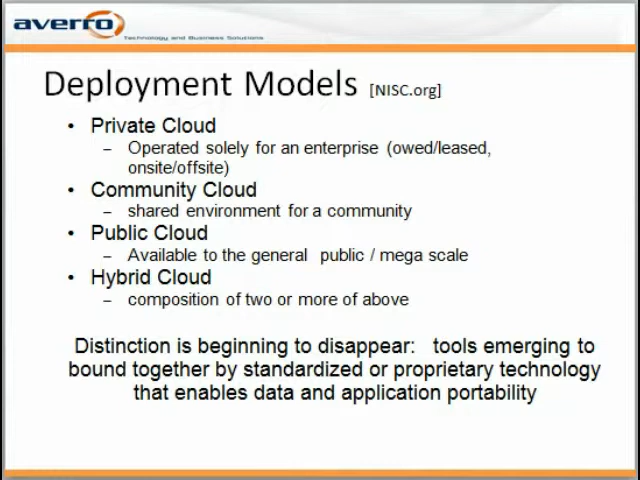 averro
Technology and Business Solutions
Deployment Models [NISC.org]
• Private Cloud
– Operated solely for an enterprise (owed/leased,
onsite/offsite)
• Community Cloud
– shared environment for a community
• Public Cloud
– Available to the general public / mega scale
• Hybrid Cloud
– composition of two or more of above
Distinction is beginning to disappear: tools emerging to
bound together by standardized or proprietary technology
that enables data and application portability